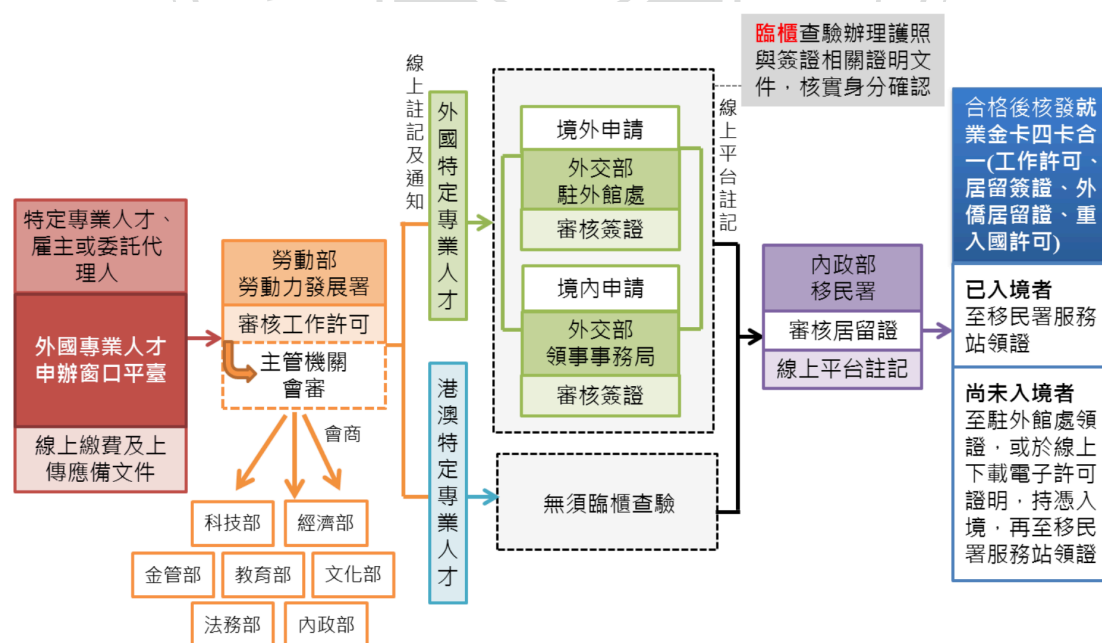 臨櫃查驗辦理護照
與簽證相關證明文
件，核實身分確認
特定專業人才、
雇主或委託代
理人
外國專業人才
申辦窗口平臺
線上繳費及上
傳應備文件
勞動部
勞動力發展署
審核工作許可
主管機關
會審
會商
科技部
經濟部
金管部
教育部
文化部
法務部
內政部
線上註記及通知
外國特定專業人才
港澳特定專業人才
境外申請
外交部
駐外館處
審核簽證
境內申請
外交部
領事事務局
審核簽證
無須臨櫃查驗
線上平台註記
內政部
移民署
審核居留證
線上平台註記
合格後核發就
業金卡四卡合
一(工作許可、
居留簽證、外
僑居留證、重
入國許可)
已入境者
至移民署服務
站領證
尚未入境者
至駐外館處領
證，或於線上
下載電子許可
證明，持憑入
境，再至移民
署服務站領證